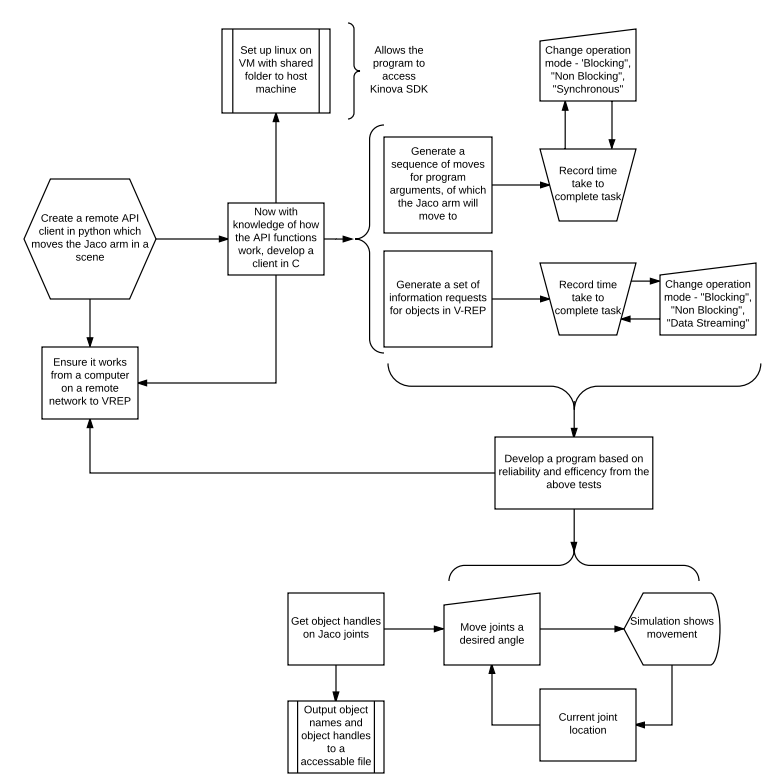 Set up linux on
VM with shared
folder to host
machine
Allows the
program to
access
Kinova SDK
Change operation
mode - 'Blocking",
"Non Blocking",
"Synchronous"
Generate a
sequence of moves
for program
arguments, of which
the Jaco arm will
move to
Record time
take to
complete task
Create a remote API
client in python which
moves the Jaco arm in a
scene
Now with
knowledge of how
the API functions
work, develop a
client in C
Generate a set of
information requests
for objects in V-REP
Record time
take to
complete task
Change operation
mode - "Blocking",
"Non Blocking",
"Data Streaming"
Ensure it works
from a computer
on a remote
network to VREP
Develop a program based on
reliability and efficency from the
above tests
Get object handles
on Jaco joints
Move joints a
desired angle
Simulation shows
movement
Output object
names and
object handles
to a
accessable file
Current joint
location